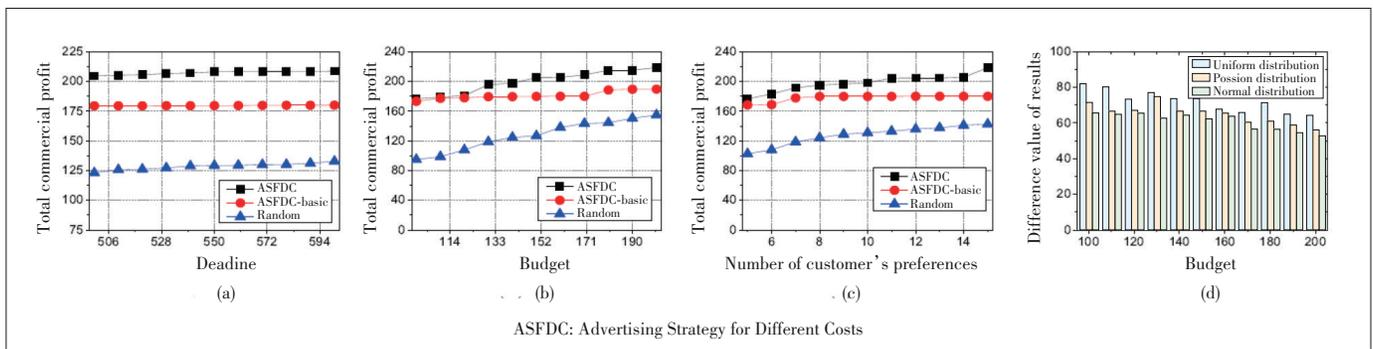 225
200
175
150
125
100
75
Total commercial profit
ASFDC
ASFDC-basic
Random
506 528 550 572 594
Deadine
(a)
240
200
160
120
80
40
0
Total commercial profit
ASFDC
ASFDC-basic
Random
114 133 152 171 190
Budget
(b)
240
200
160
120
80
40
0
Total commercial profit
ASFDC
ASFDC-basic
Random
6 8 10 12 14
Number of customer’s preferences
(c)
100
80
60
40
20
0
Difference value of results
Uniform distribution
Possion distribution
Normal distribution
100 120 140 160 180 200
Budget
(d)
ASFDC: Advertising Strategy for Different Costs